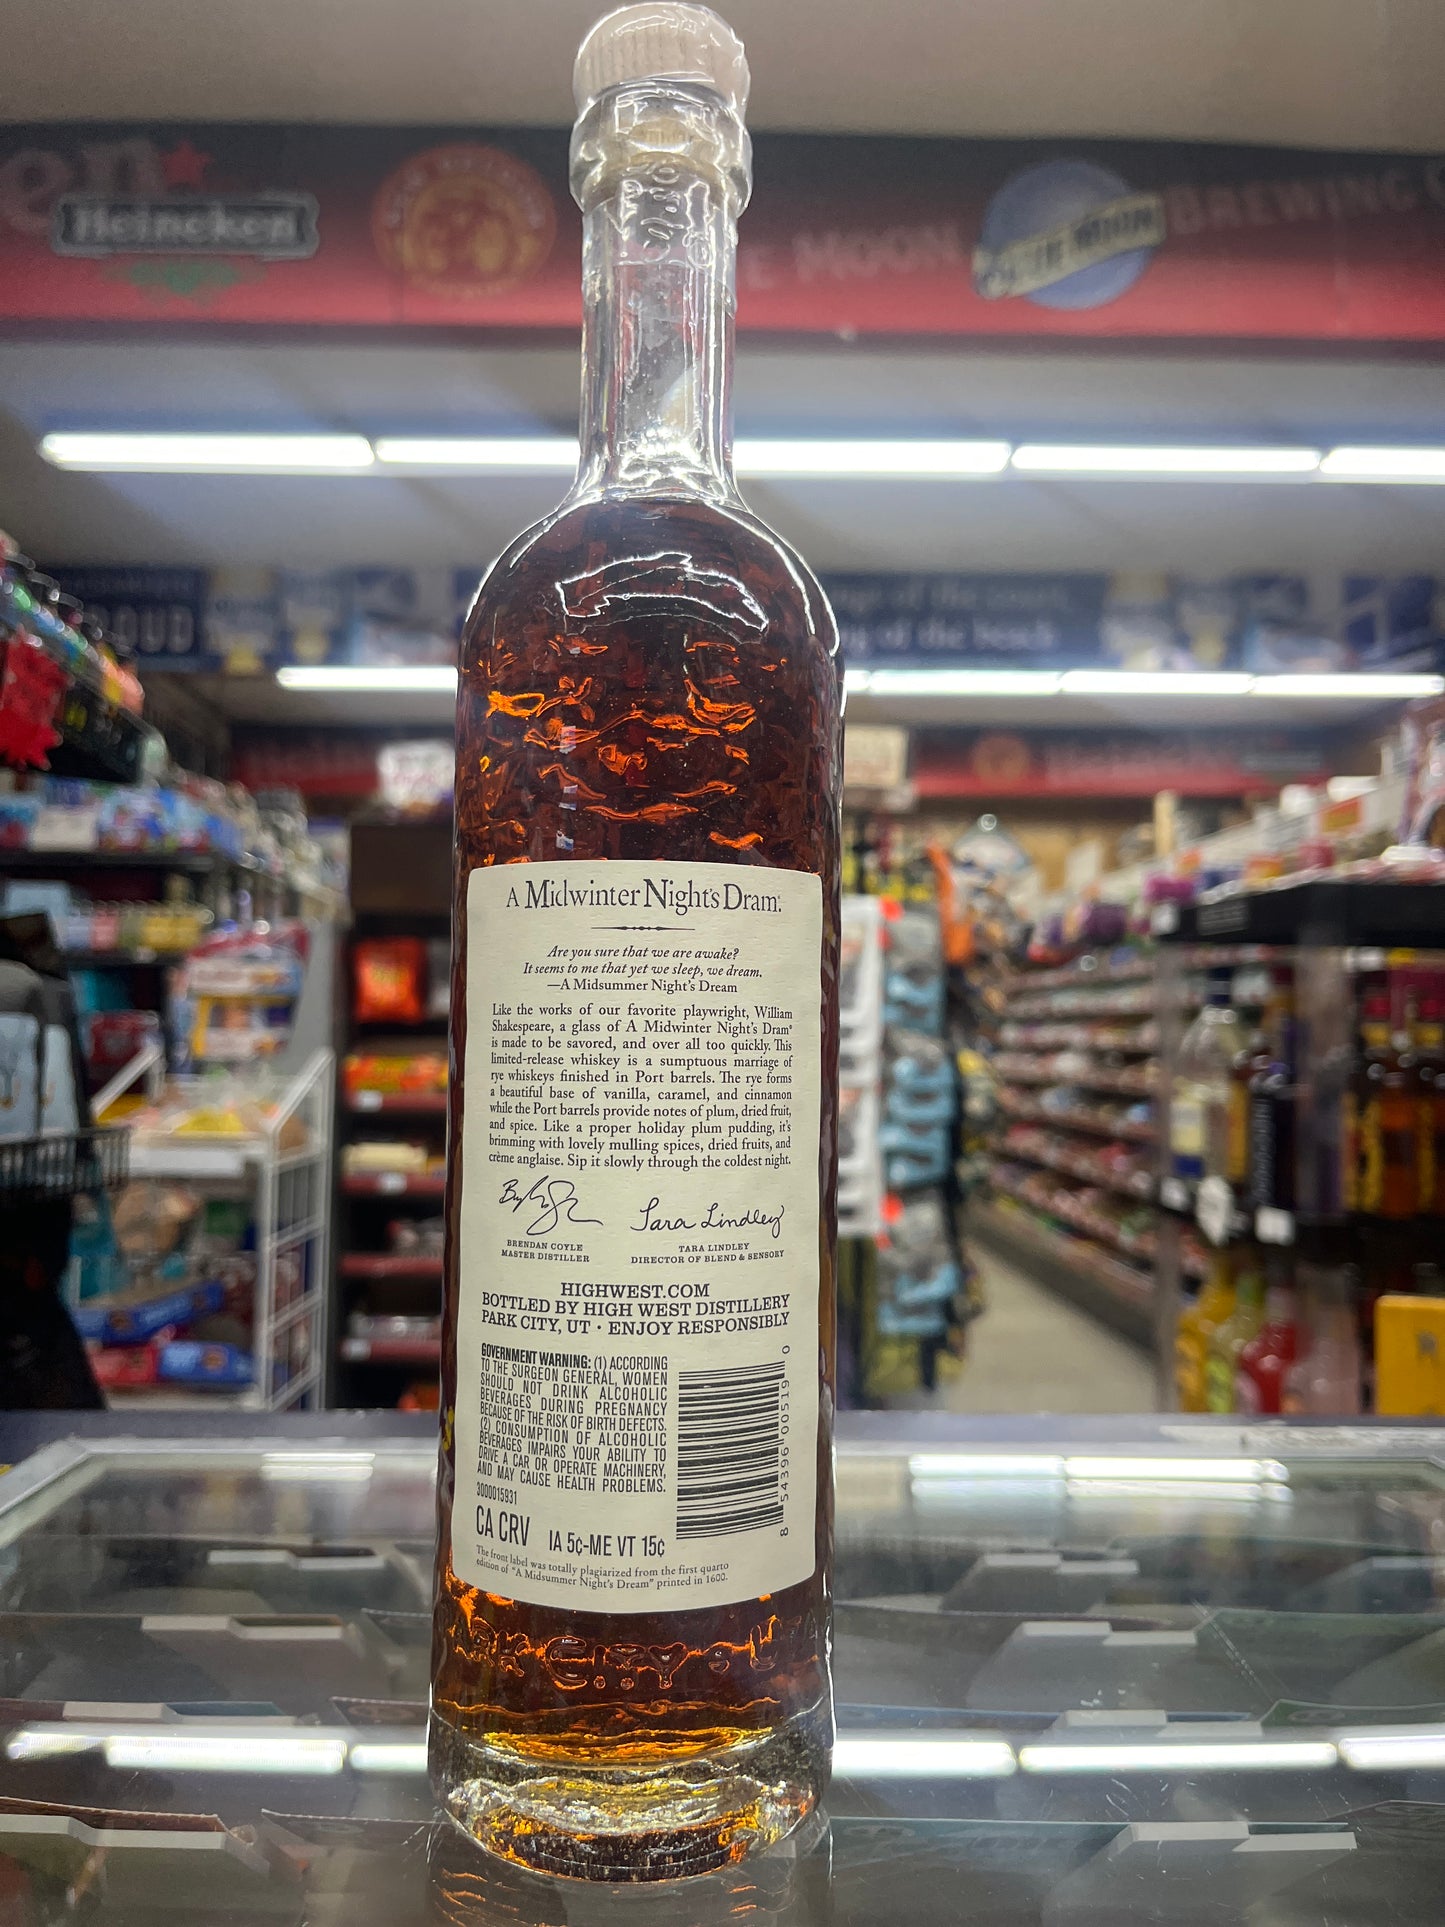 Heineken
E MOON
BLUE MOON
BREWING
OUD
of the beach
A Midwinter Night's Dram.®
Are you sure that we are awake?
It seems to me that yet we sleep, we dream.
—A Midsummer Night's Dream
Like the works of our favorite playwright, William
Shakespeare, a glass of A Midwinter Night's Dram®
is made to be savored, and over all too quickly. This
limited-release whiskey is a sumptuous marriage of
rye whiskeys finished in Port barrels. The rye forms
a beautiful base of vanilla, caramel, and cinnamon
while the Port barrels provide notes of plum, dried fruit,
and spice. Like a proper holiday plum pudding, it's
brimming with lovely mulling spices, dried fruits, and
crème anglaise. Sip it slowly through the coldest night.
Tara Lindley
BRENDAN COYLE
MASTER DISTILLER
TARA LINDLEY
DIRECTOR OF BLEND & SENSORY
HIGHWEST.COM
BOTTLED BY HIGH WEST DISTILLERY
PARK CITY, UT • ENJOY RESPONSIBLY
GOVERNMENT WARNING: (1) ACCORDING
TO THE SURGEON GENERAL, WOMEN
SHOULD NOT DRINK ALCOHOLIC
BEVERAGES DURING PREGNANCY
BECAUSE OF THE RISK OF BIRTH DEFECTS.
(2) CONSUMPTION OF ALCOHOLIC
BEVERAGES IMPAIRS YOUR ABILITY TO
DRIVE A CAR OR OPERATE MACHINERY,
AND MAY CAUSE HEALTH PROBLEMS.
3000015931
8 54396 00519 0
CA CRV IA 5¢-ME VT 15¢
The front label was totally plagiarized from the first quarto
edition of "A Midsummer Night's Dream" printed in 1600.
ARK CITY • U